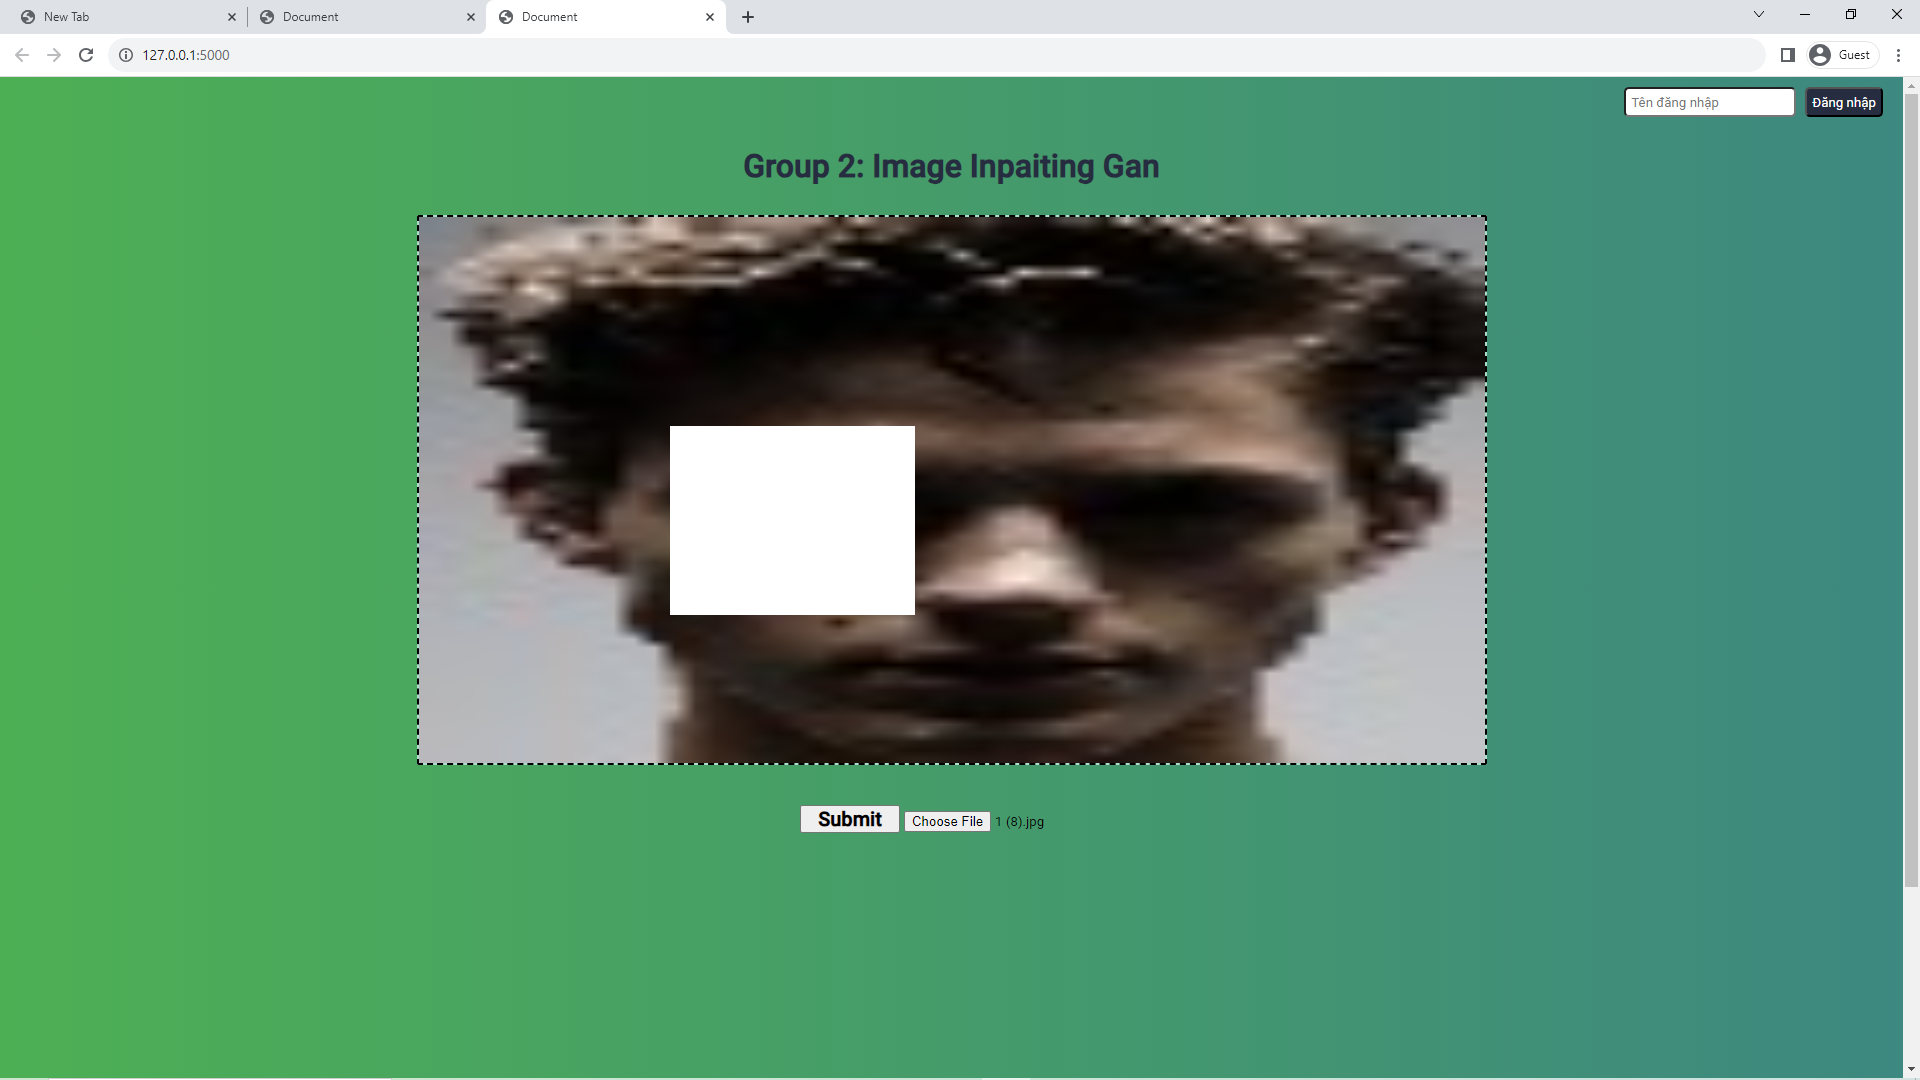 New Tab
Document
Document
127.0.0.1:5000
Guest
Tên đăng nhập
Đăng nhập
Group 2: Image Inpaiting Gan
Submit
Choose File 1 (8).jpg